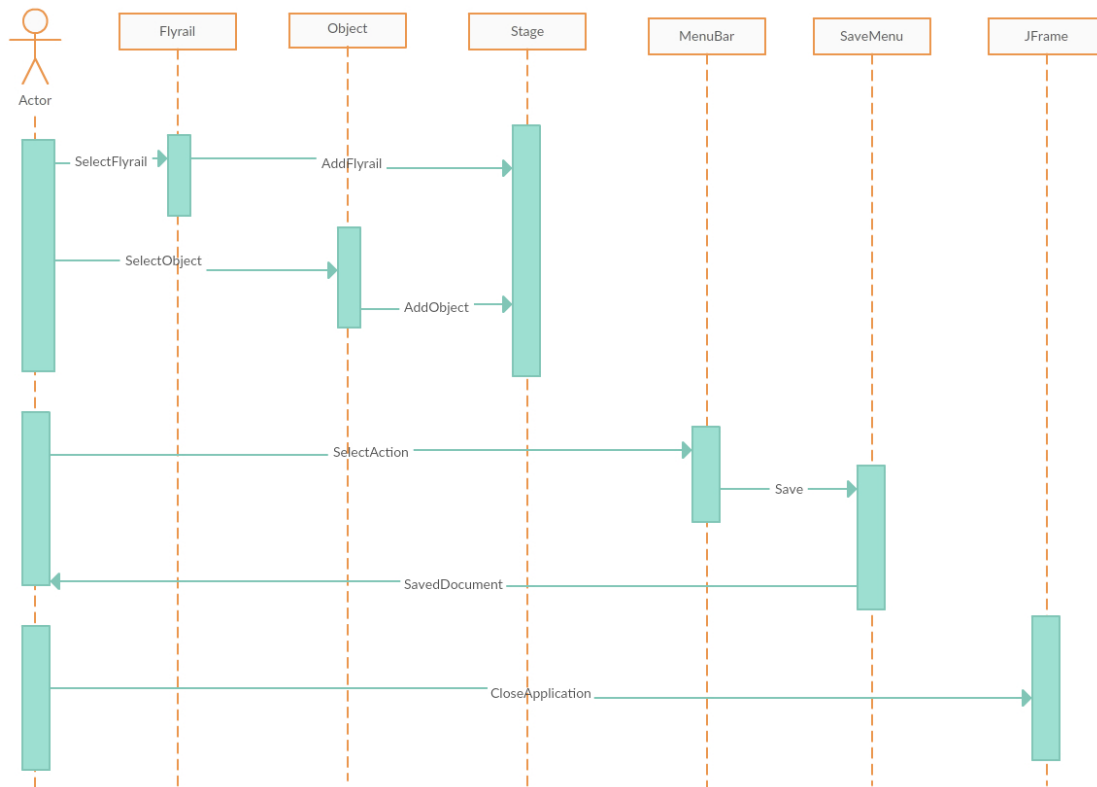 Flyrail
Object
Stage
MenuBar
SaveMenu
JFrame
Actor
SelectFlyrail
AddFlyrail
SelectObject
AddObject
SelectAction
Save
SavedDocument
CloseApplication